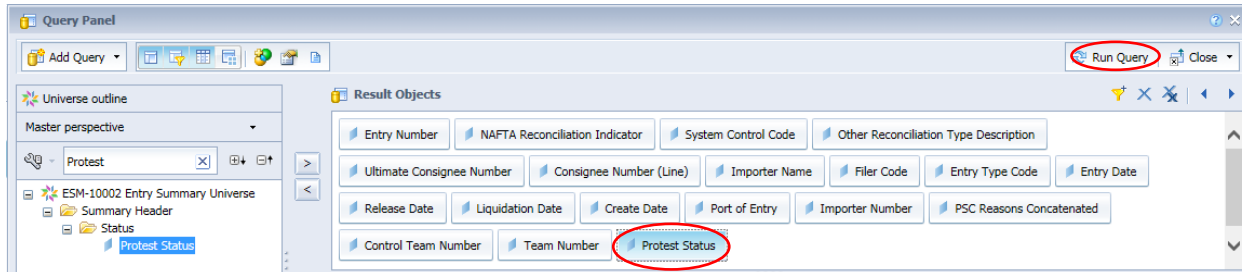 Query Panel
Add Query
Run Query Close
Universe outline
Result Objects
Master perspective
Entry Number NAFTA Reconciliation Indicator System Control Code Other Reconciliation Type Description
Protest
Ultimate Consignee Number Consignee Number (Line) Importer Name Filer Code Entry Type Code Entry Date
ESM-10002 Entry Summary Universe
Summary Header
Release Date Liquidation Date Create Date Port of Entry Importer Number PSC Reasons Concatenated
Status
Protest Status
Control Team Number Team Number Protest Status